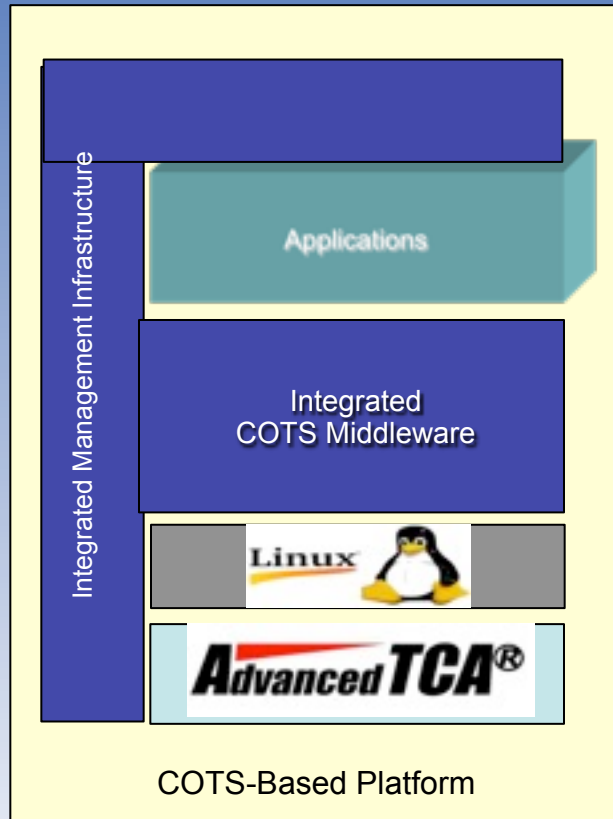 Integrated Management Infrastructure
Applications
Integrated
COTS Middleware
Linux
AdvancedTCA®
COTS-Based Platform